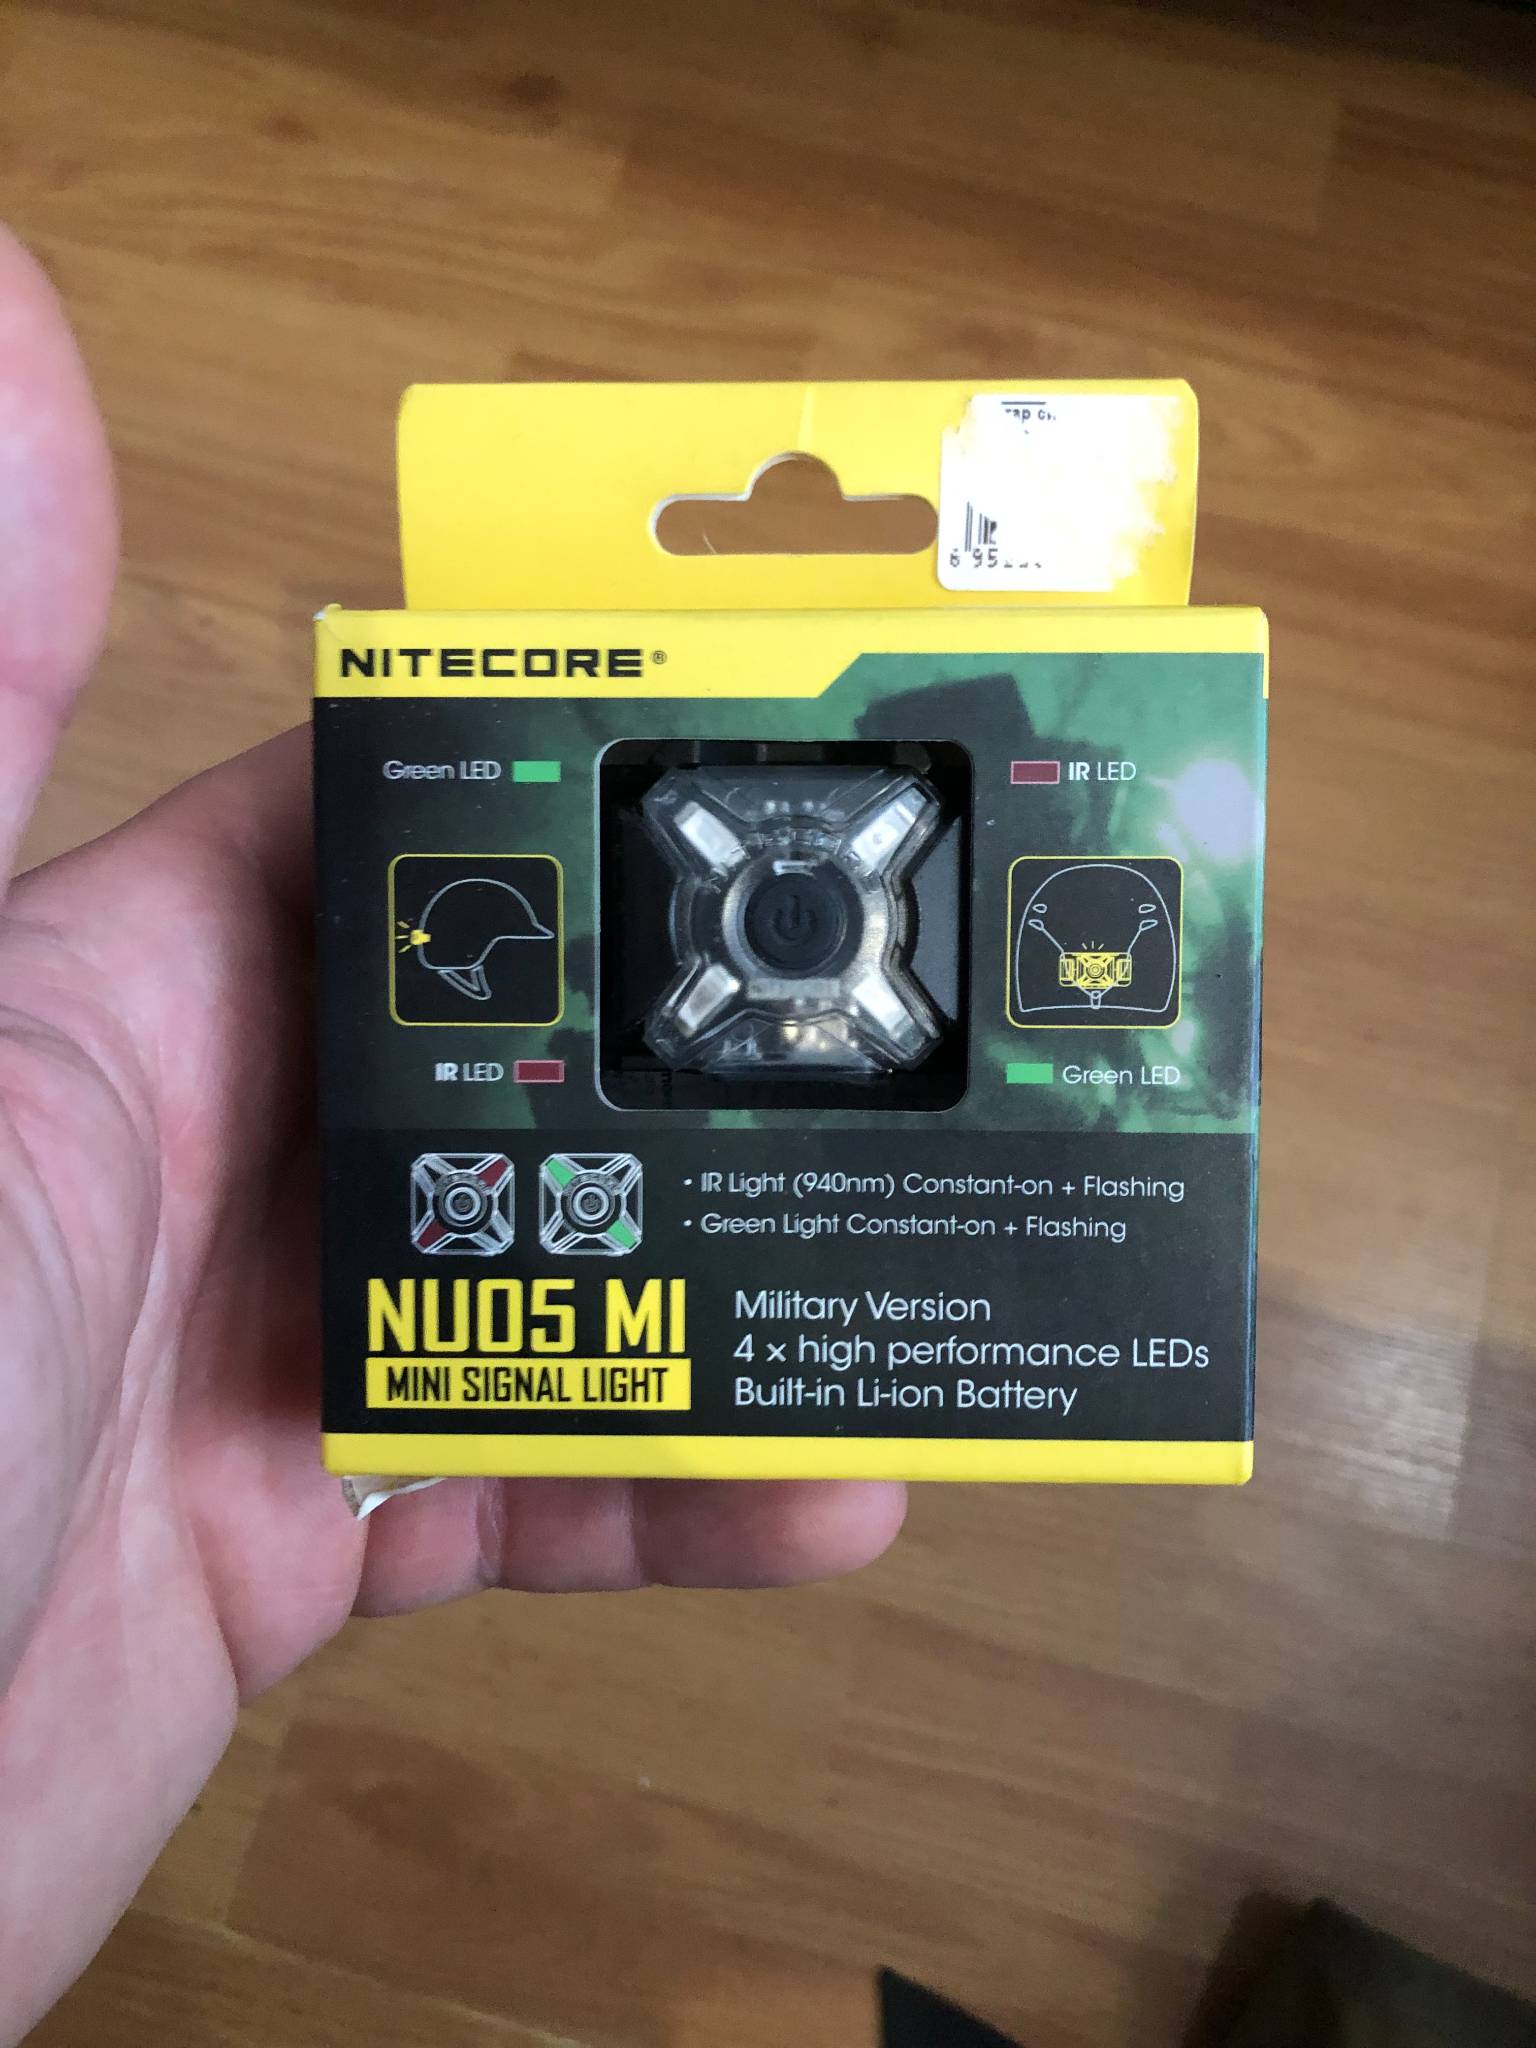 NITECORE®
Green LED
IR LED
IR LED
Green LED
• IR Light (940nm) Constant-on + Flashing
• Green Light Constant-on + Flashing
NU05 MI
MINI SIGNAL LIGHT
Military Version
4 x high performance LEDs
Built-in Li-ion Battery